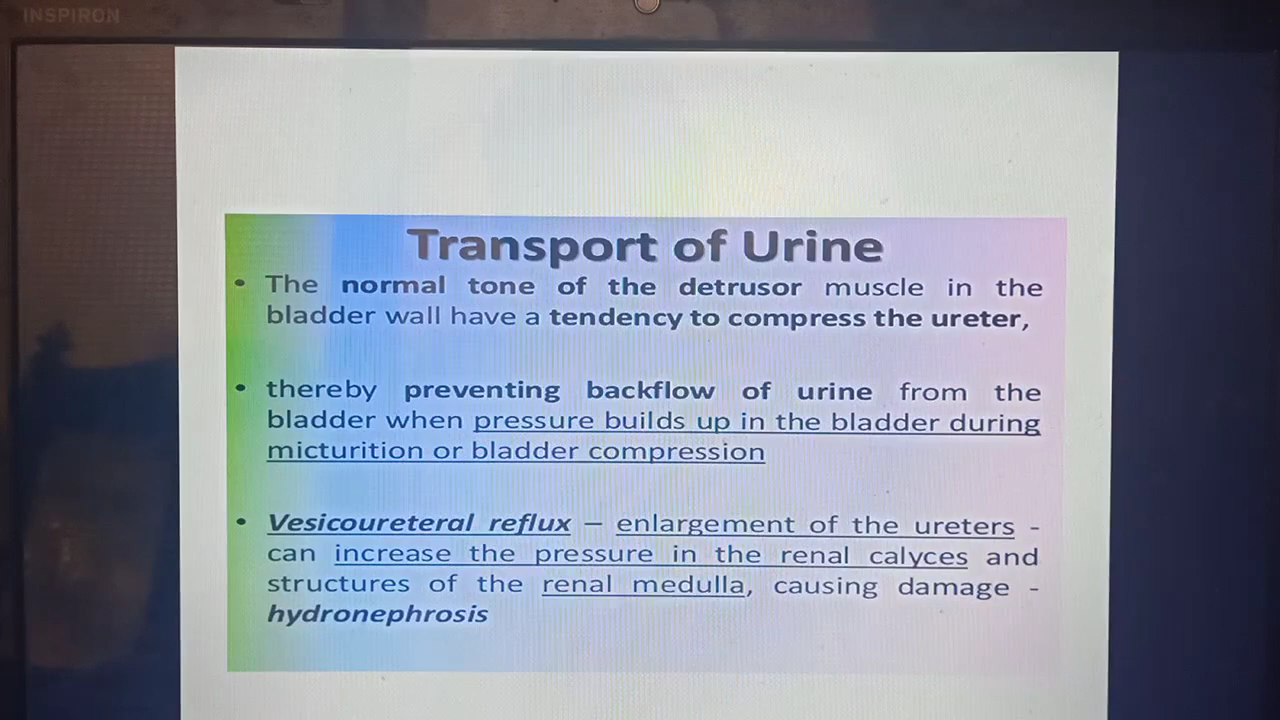 INSPIRON
Transport of Urine
• The normal tone of the detrusor muscle in the
bladder wall have a tendency to compress the ureter,
• thereby preventing backflow of urine from the
bladder when pressure builds up in the bladder during
micturition or bladder compression
• Vesicoureteral reflux – enlargement of the ureters -
can increase the pressure in the renal calyces and
structures of the renal medulla, causing damage -
hydronephrosis